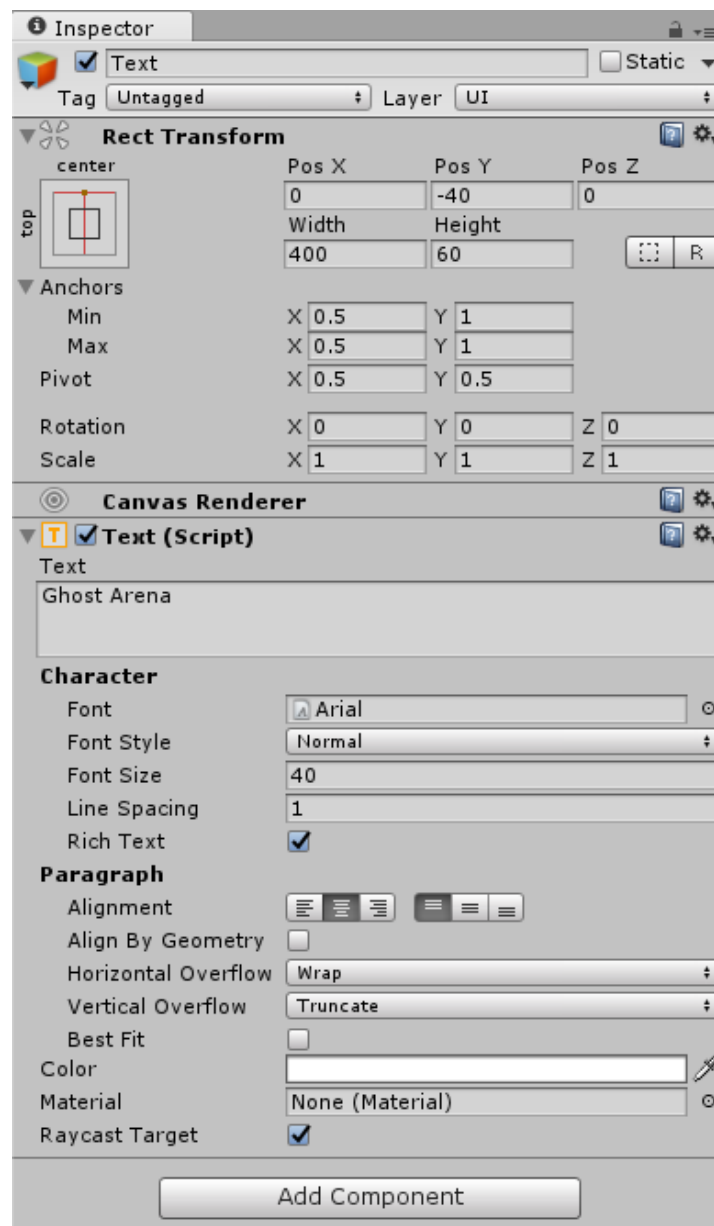 Inspector
Text Static
Tag Untagged Layer UI
Rect Transform
center Pos X Pos Y Pos Z
top 0 -40 0
Width Height
400 60 R
Anchors
Min X 0.5 Y 1
Max X 0.5 Y 1
Pivot X 0.5 Y 0.5
Rotation X 0 Y 0 Z 0
Scale X 1 Y 1 Z 1
Canvas Renderer
T Text (Script)
Text
Ghost Arena
Character
Font Arial
Font Style Normal
Font Size 40
Line Spacing 1
Rich Text
Paragraph
Alignment
Align By Geometry
Horizontal Overflow Wrap
Vertical Overflow Truncate
Best Fit
Color
Material None (Material)
Raycast Target
Add Component